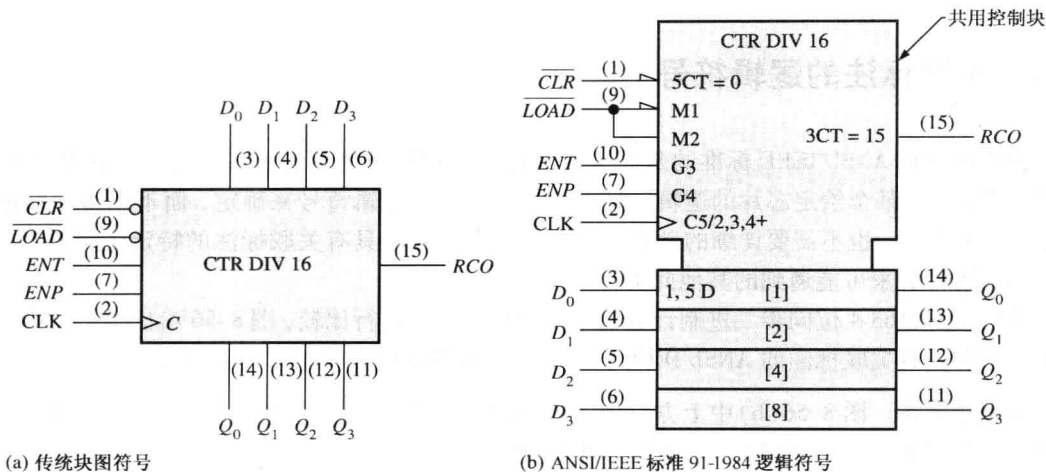 共用控制块
CTR DIV 16
(1)
CLR
5CT = 0
(9)
LOAD
M1
M2
3CT = 15
(15)
RCO
(10)
ENT
G3
(7)
ENP
G4
(2)
CLK
C5/2,3,4+
(3)
D0
1, 5 D
[1]
(14)
Q0
(4)
D1
[2]
(13)
Q1
(5)
D2
[4]
(12)
Q2
(6)
D3
[8]
(11)
Q3
D0 D1 D2 D3
(3) (4) (5) (6)
(1)
CLR
(9)
LOAD
(10)
ENT
CTR DIV 16
(15)
RCO
(7)
ENP
(2)
CLK
C
(14) (13) (12) (11)
Q0 Q1 Q2 Q3
(a) 传统块图符号
(b) ANSI/IEEE 标准 91-1984 逻辑符号